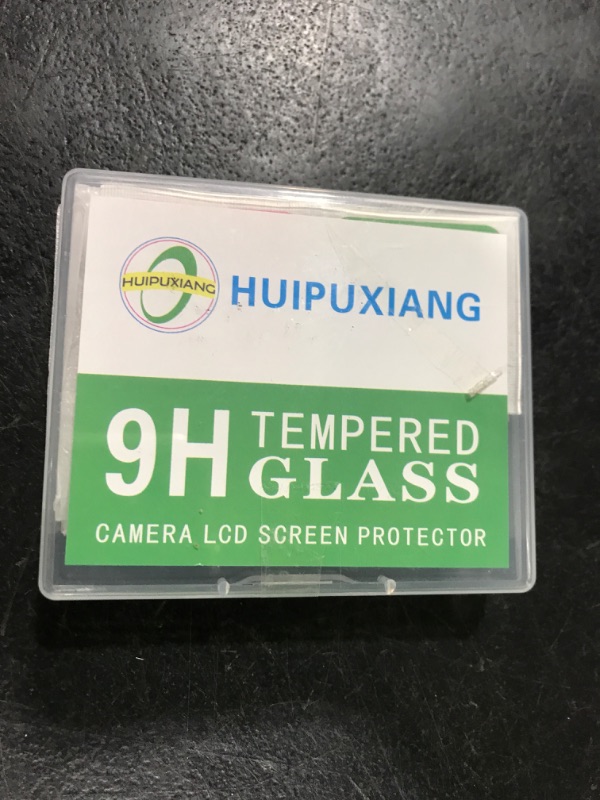 HUIPUXIANG
HUIPUXIANG
9H TEMPERED
GLASS
CAMERA LCD SCREEN PROTECTOR